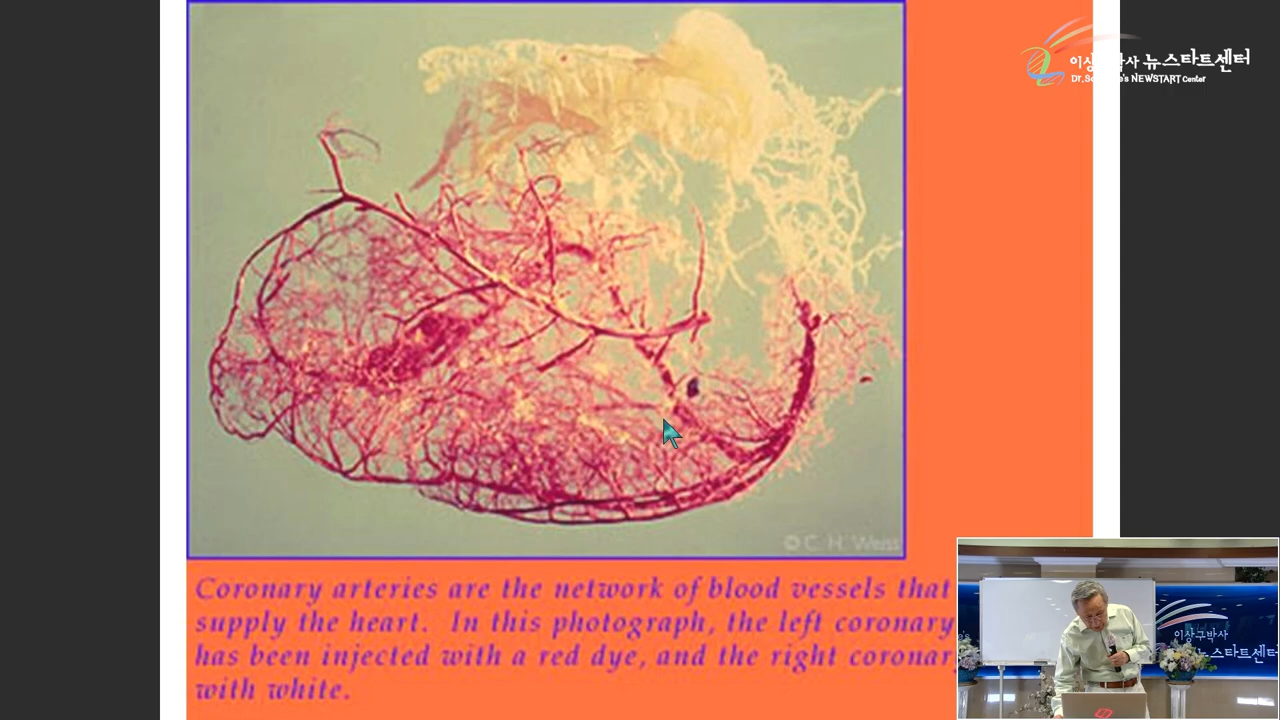 이상구박사 뉴스타트센터
NEWSTART Center
© C. H. Weiss
Coronary arteries are the network of blood vessels that
supply the heart. In this photograph, the left coronary
has been injected with a red dye, and the right coronar
with white.
이상구박사
뉴스타트센터